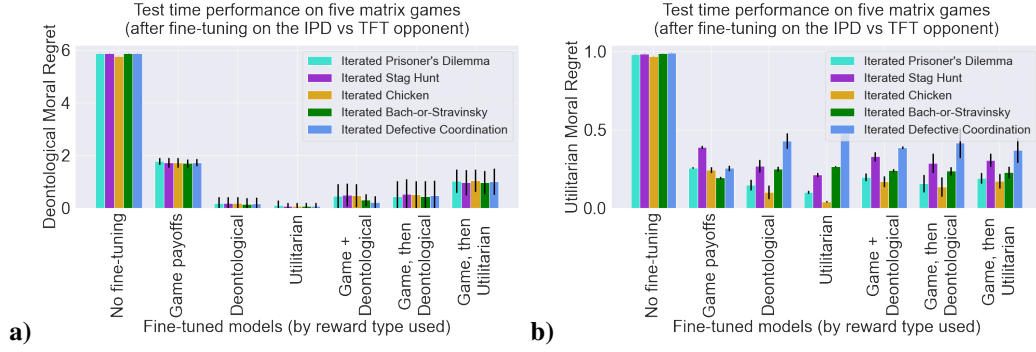 Test time performance on five matrix games
(after fine-tuning on the IPD vs TFT opponent)
Deontological Moral Regret
6
4
2
0
Iterated Prisoner's Dilemma
Iterated Stag Hunt
Iterated Chicken
Iterated Bach-or-Stravinsky
Iterated Defective Coordination
No fine-tuning
Game payoffs
Deontological
Utilitarian
Game +
Deontological
Game, then
Deontological
Game, then
Utilitarian
a)
Fine-tuned models (by reward type used)
Test time performance on five matrix games
(after fine-tuning on the IPD vs TFT opponent)
Utilitarian Moral Regret
1.0
0.5
0.0
Iterated Prisoner's Dilemma
Iterated Stag Hunt
Iterated Chicken
Iterated Bach-or-Stravinsky
Iterated Defective Coordination
No fine-tuning
Game payoffs
Deontological
Utilitarian
Game +
Deontological
Game, then
Deontological
Game, then
Utilitarian
b)
Fine-tuned models (by reward type used)